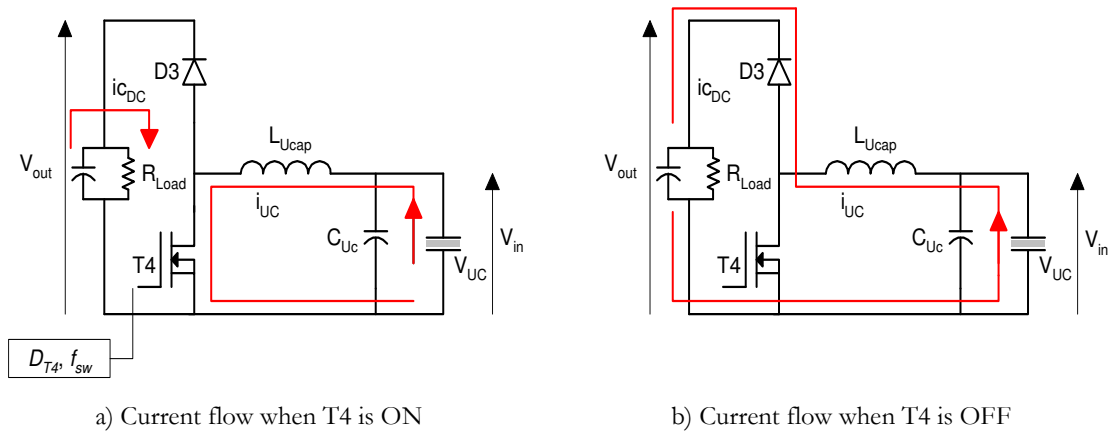 D3
ic_DC
L_Ucap
V_out
R_Load
i_UC
C_Uc
V_in
T4
V_UC
D_T4, f_sw
a) Current flow when T4 is ON
D3
ic_DC
L_Ucap
V_out
R_Load
i_UC
C_Uc
V_in
T4
V_UC
b) Current flow when T4 is OFF